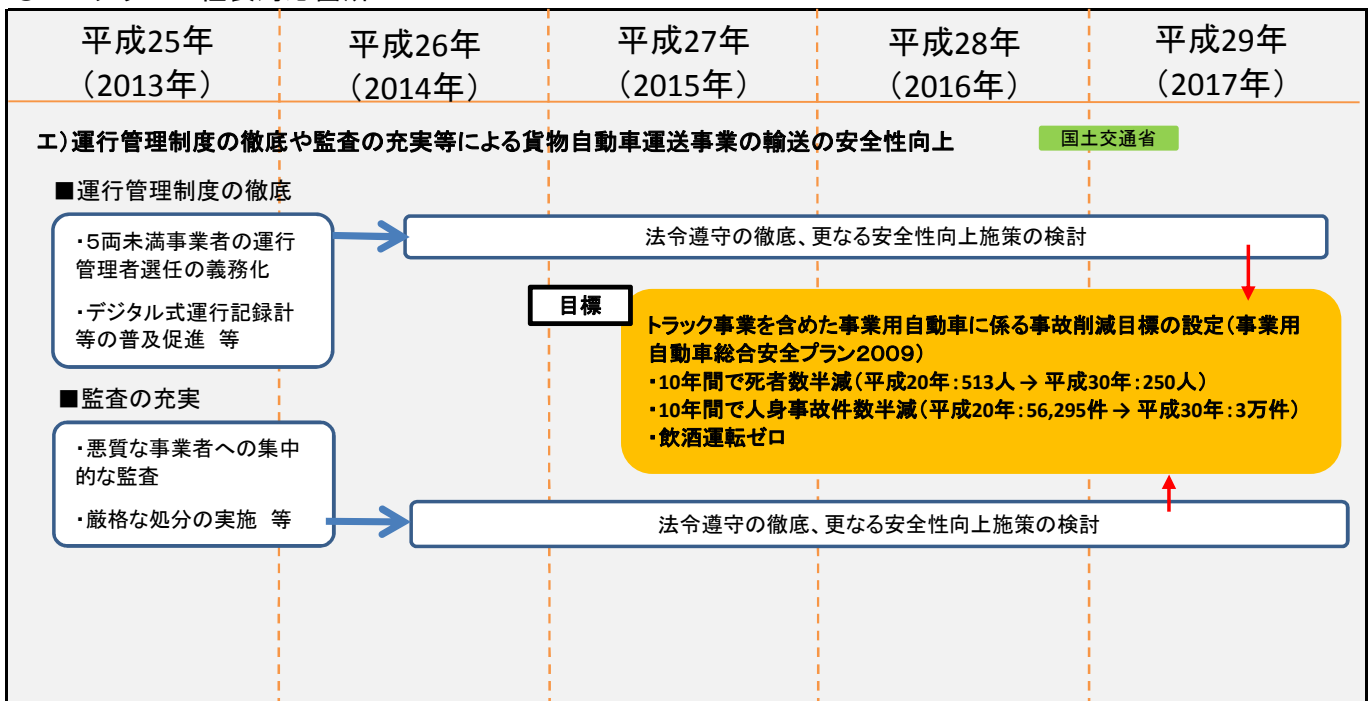 平成25年
(2013年)
平成26年
(2014年)
平成27年
(2015年)
平成28年
(2016年)
平成29年
(2017年)
エ)運行管理制度の徹底や監査の充実等による貨物自動車運送事業の輸送の安全性向上
国土交通省
■運行管理制度の徹底
・5両未満事業者の運行
管理者選任の義務化
・デジタル式運行記録計
等の普及促進 等
法令遵守の徹底、更なる安全性向上施策の検討
目標
トラック事業を含めた事業用自動車に係る事故削減目標の設定(事業用
自動車総合安全プラン2009)
・10年間で死者数半減(平成20年:513人 → 平成30年:250人)
・10年間で人身事故件数半減(平成20年:56,295件 → 平成30年:3万件)
・飲酒運転ゼロ
■監査の充実
・悪質な事業者への集中
的な監査
・厳格な処分の実施 等
法令遵守の徹底、更なる安全性向上施策の検討